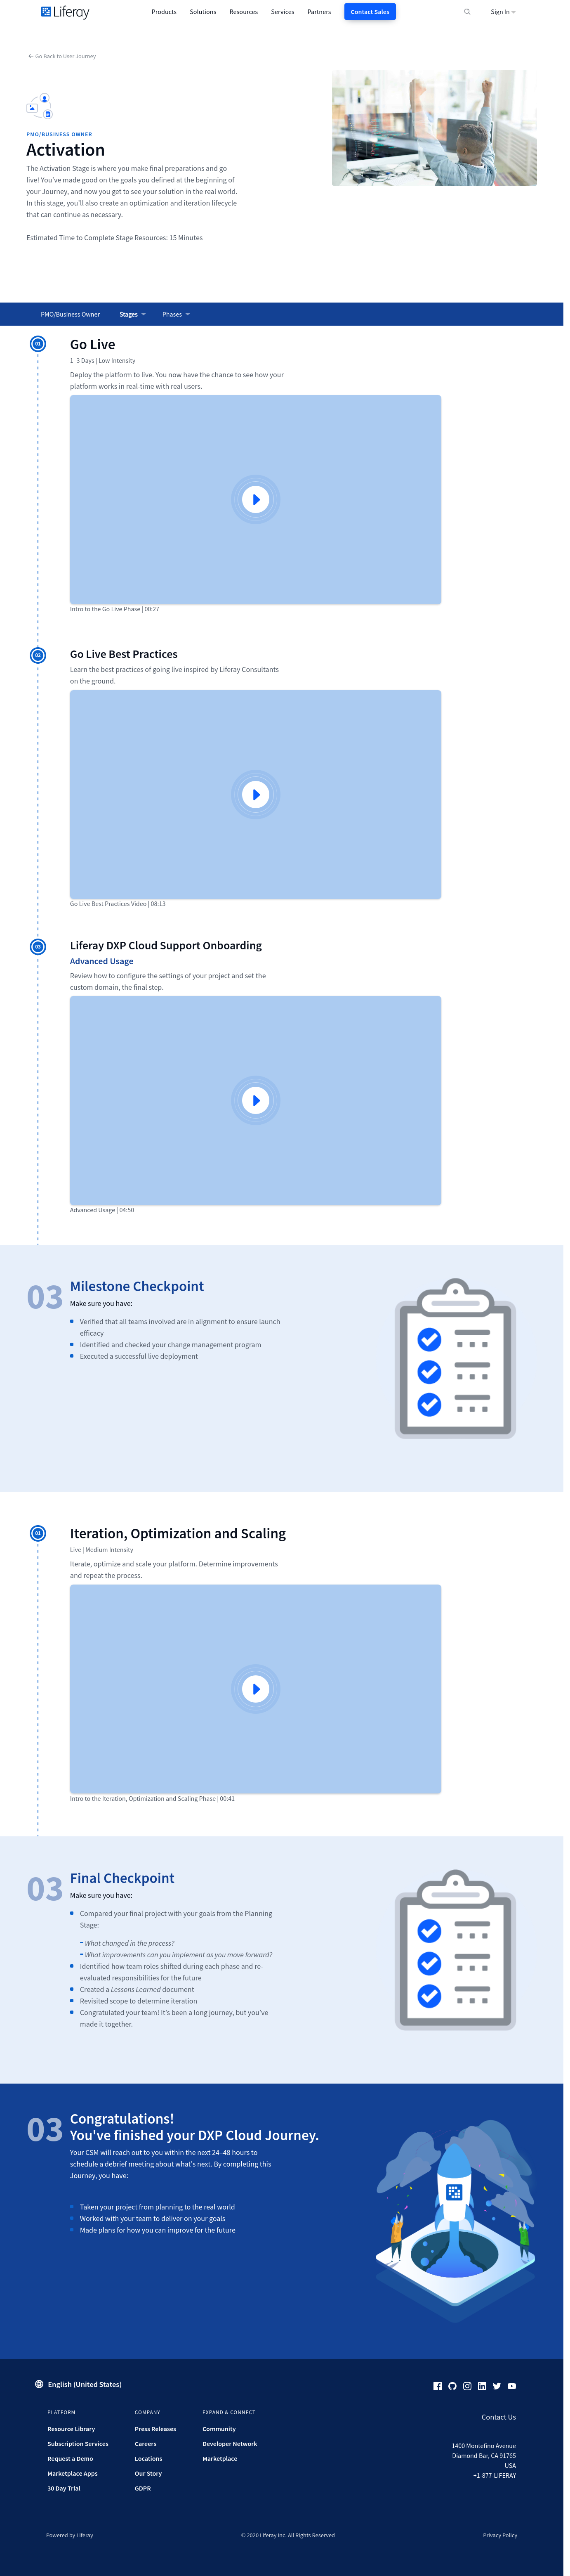 Liferay
Products Solutions Resources Services Partners Contact Sales Sign In
Go Back to User Journey
PMO/BUSINESS OWNER
Activation
The Activation Stage is where you make final preparations and go
live! You've made good on the goals you defined at the beginning of
your Journey, and now you get to see your solution in the real world.
In this stage, you'll also create an optimization and iteration lifecycle
that can continue as necessary.
Estimated Time to Complete Stage Resources: 15 Minutes
PMO/Business Owner Stages Phases
01
Go Live
1–3 Days | Low Intensity
Deploy the platform to live. You now have the chance to see how your
platform works in real-time with real users.
Intro to the Go Live Phase | 00:27
02
Go Live Best Practices
Learn the best practices of going live inspired by Liferay Consultants
on the ground.
Go Live Best Practices Video | 08:13
03
Liferay DXP Cloud Support Onboarding
Advanced Usage
Review how to configure the settings of your project and set the
custom domain, the final step.
Advanced Usage | 04:50
03
Milestone Checkpoint
Make sure you have:
Verified that all teams involved are in alignment to ensure launch
efficacy
Identified and checked your change management program
Executed a successful live deployment
01
Iteration, Optimization and Scaling
Live | Medium Intensity
Iterate, optimize and scale your platform. Determine improvements
and repeat the process.
Intro to the Iteration, Optimization and Scaling Phase | 00:41
03
Final Checkpoint
Make sure you have:
Compared your final project with your goals from the Planning
Stage:
– What changed in the process?
– What improvements can you implement as you move forward?
Identified how team roles shifted during each phase and re-
evaluated responsibilities for the future
Created a Lessons Learned document
Revisited scope to determine iteration
Congratulated your team! It's been a long journey, but you've
made it together.
03
Congratulations!
You've finished your DXP Cloud Journey.
Your CSM will reach out to you within the next 24–48 hours to
schedule a debrief meeting about what's next. By completing this
Journey, you have:
Taken your project from planning to the real world
Worked with your team to deliver on your goals
Made plans for how you can improve for the future
English (United States)
PLATFORM
Resource Library
Subscription Services
Request a Demo
Marketplace Apps
30 Day Trial
COMPANY
Press Releases
Careers
Locations
Our Story
GDPR
EXPAND & CONNECT
Community
Developer Network
Marketplace
Contact Us
1400 Montefino Avenue
Diamond Bar, CA 91765
USA
+1-877-LIFERAY
Powered by Liferay
© 2020 Liferay Inc. All Rights Reserved
Privacy Policy